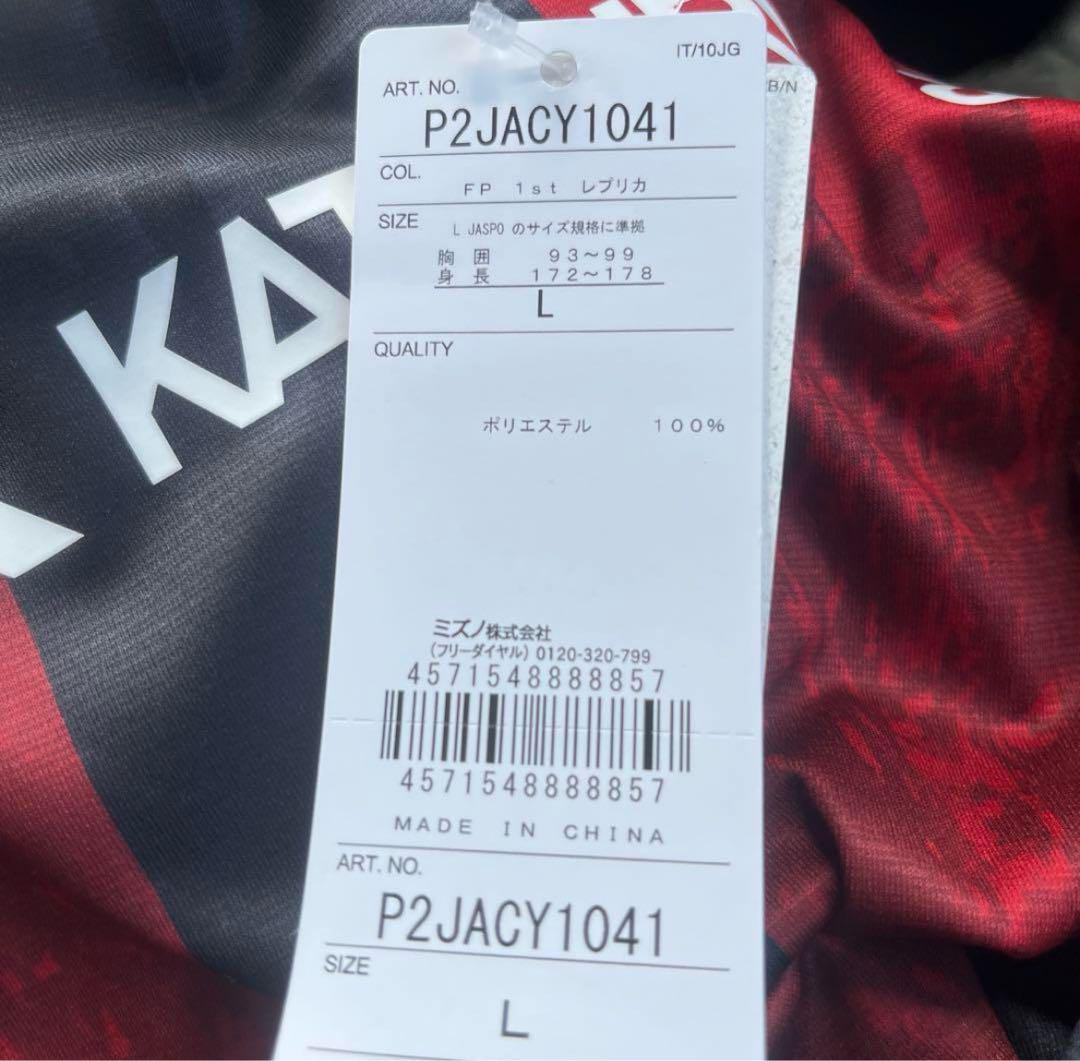 IT/10JG
B/N
ART. NO.
P2JACY1041
COL.
FP 1st レプリカ
SIZE
L JASPO のサイズ規格に準拠
胸 囲 93～99
身 長 172～178
L
QUALITY
ポリエステル 100%
ミズノ株式会社
(フリーダイヤル) 0120-320-799
4571548888857
4571548888857
MADE IN CHINA
ART. NO.
P2JACY1041
SIZE
L
KAT